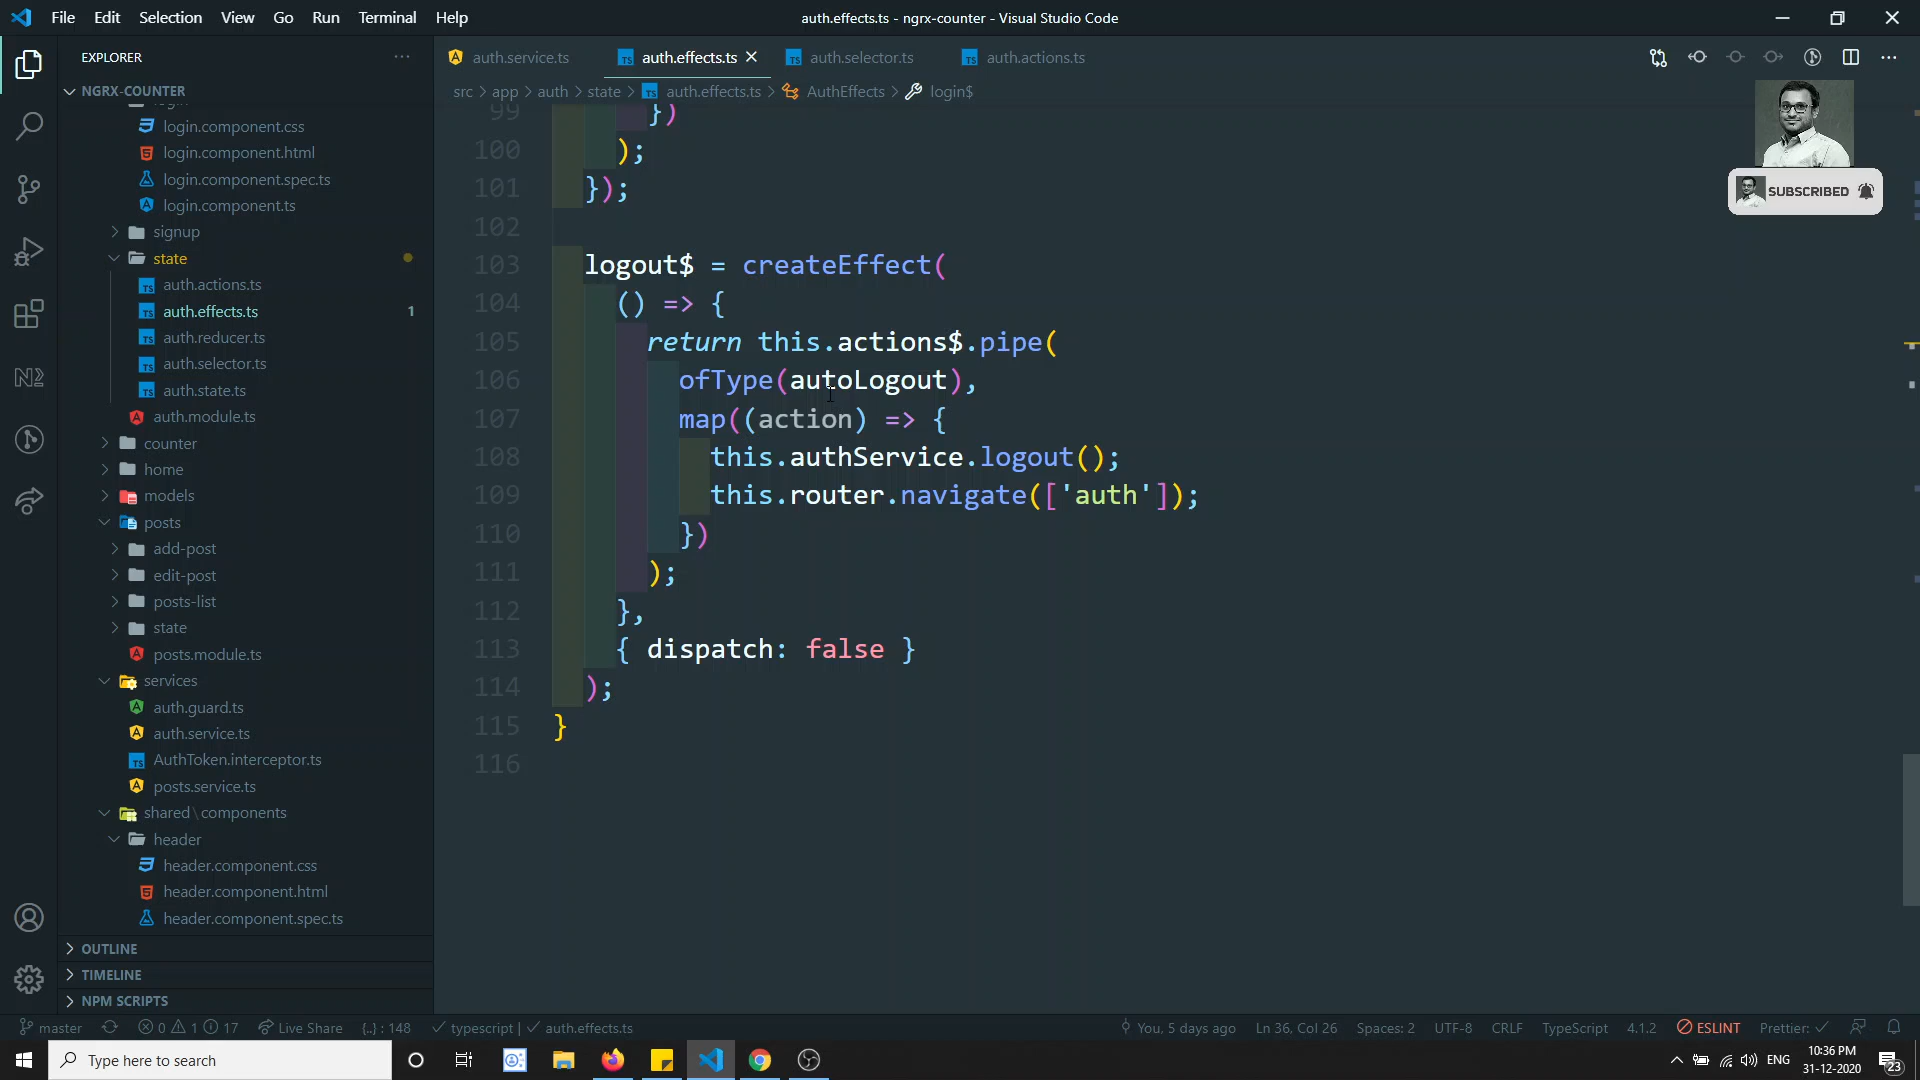 File Edit Selection View Go Run Terminal Help
auth.effects.ts - ngrx-counter - Visual Studio Code
EXPLORER
NGRX-COUNTER
login
login.component.css
login.component.html
login.component.spec.ts
login.component.ts
signup
state
auth.actions.ts
auth.effects.ts 1
auth.reducer.ts
auth.selector.ts
auth.state.ts
auth.module.ts
counter
home
models
posts
add-post
edit-post
posts-list
state
posts.module.ts
services
auth.guard.ts
auth.service.ts
AuthToken.interceptor.ts
posts.service.ts
shared\components
header
header.component.css
header.component.html
header.component.spec.ts
OUTLINE
TIMELINE
NPM SCRIPTS
auth.service.ts auth.effects.ts auth.selector.ts auth.actions.ts
src > app > auth > state > auth.effects.ts > AuthEffects > login$
SUBSCRIBED
99 })
100 );
101 });
102
103 logout$ = createEffect(
104 () => {
105 return this.actions$.pipe(
106 ofType(autoLogout),
107 map((action) => {
108 this.authService.logout();
109 this.router.navigate(['auth']);
110 })
111 );
112 },
113 { dispatch: false }
114 );
115 }
116
master 0 1 17 Live Share {..} : 148 typescript | auth.effects.ts You, 5 days ago Ln 36, Col 26 Spaces: 2 UTF-8 CRLF TypeScript 4.1.2 ESLINT Prettier:
Type here to search
ENG
10:36 PM
31-12-2020
23